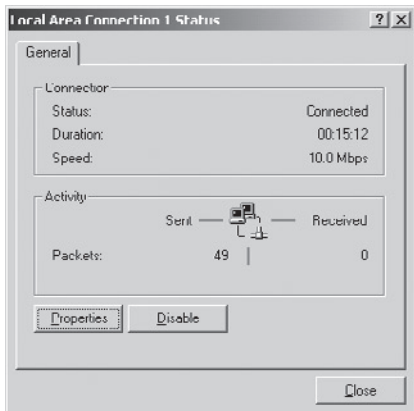 Local Area Connection 1 Status ? X
General
Connection
Status: Connected
Duration: 00:15:12
Speed: 10.0 Mbps
Activity
Sent Received
Packets: 49 0
Properties Disable
Close